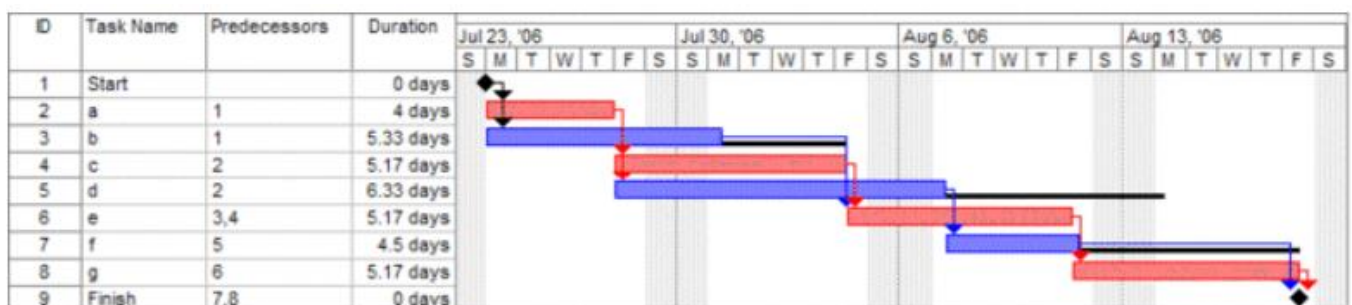 ID Task Name Predecessors Duration Jul 23, '06 Jul 30, '06 Aug 6, '06 Aug 13, '06
S M T W T F S S M T W T F S S M T W T F S S M T W T F S
1 Start 0 days
2 a 1 4 days
3 b 1 5.33 days
4 c 2 5.17 days
5 d 2 6.33 days
6 e 3,4 5.17 days
7 f 5 4.5 days
8 g 6 5.17 days
9 Finish 7,8 0 days